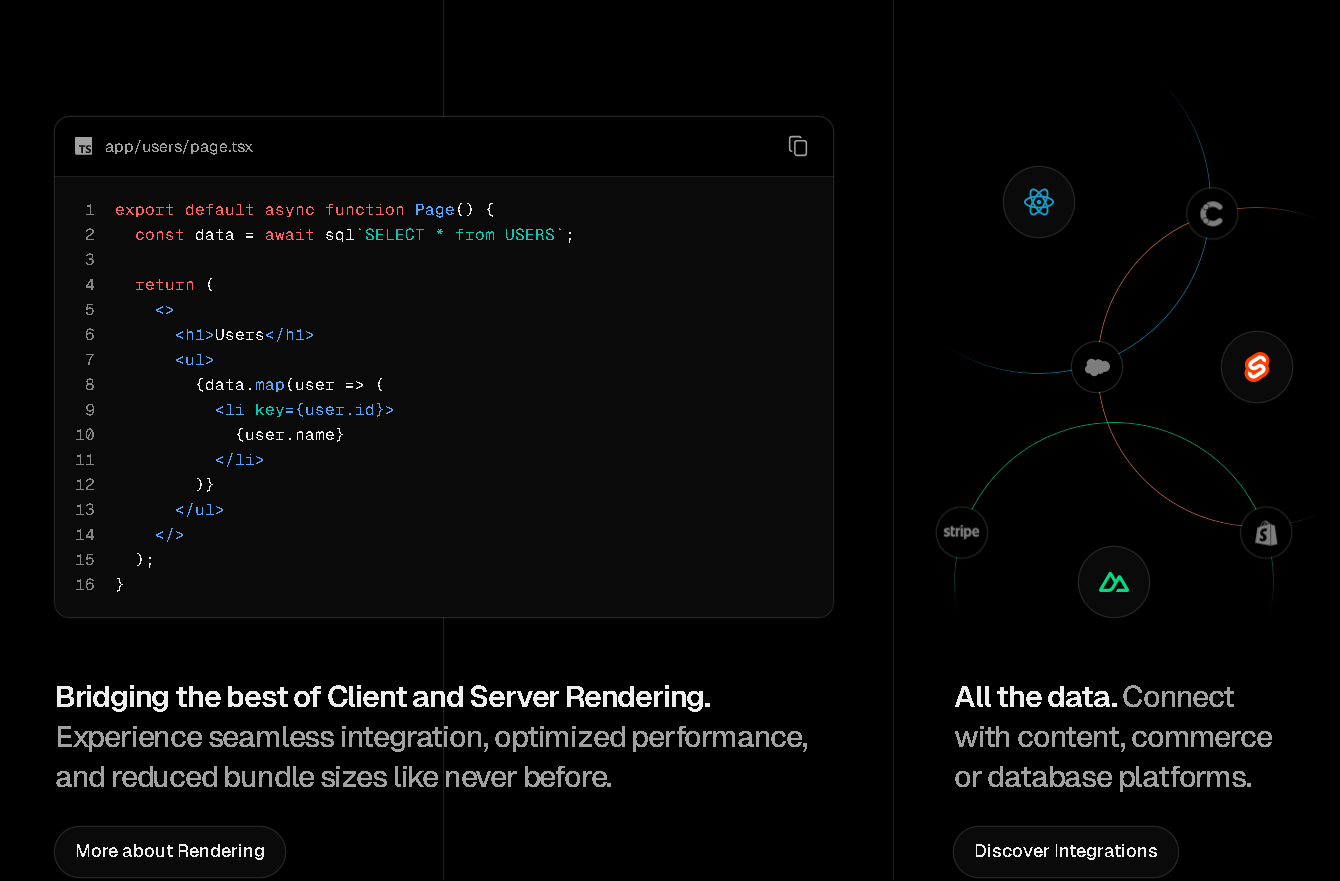 TS app/users/page.tsx
1 export default async function Page() {
2 const data = await sql`SELECT * from USERS`;
3
4 return (
5 <>
6 <h1>Users</h1>
7 <ul>
8 {data.map(user => (
9 <li key={user.id}>
10 {user.name}
11 </li>
12 )}
13 </ul>
14 </>
15 );
16 }
Bridging the best of Client and Server Rendering.
Experience seamless integration, optimized performance,
and reduced bundle sizes like never before.
More about Rendering
stripe
All the data. Connect
with content, commerce
or database platforms.
Discover Integrations